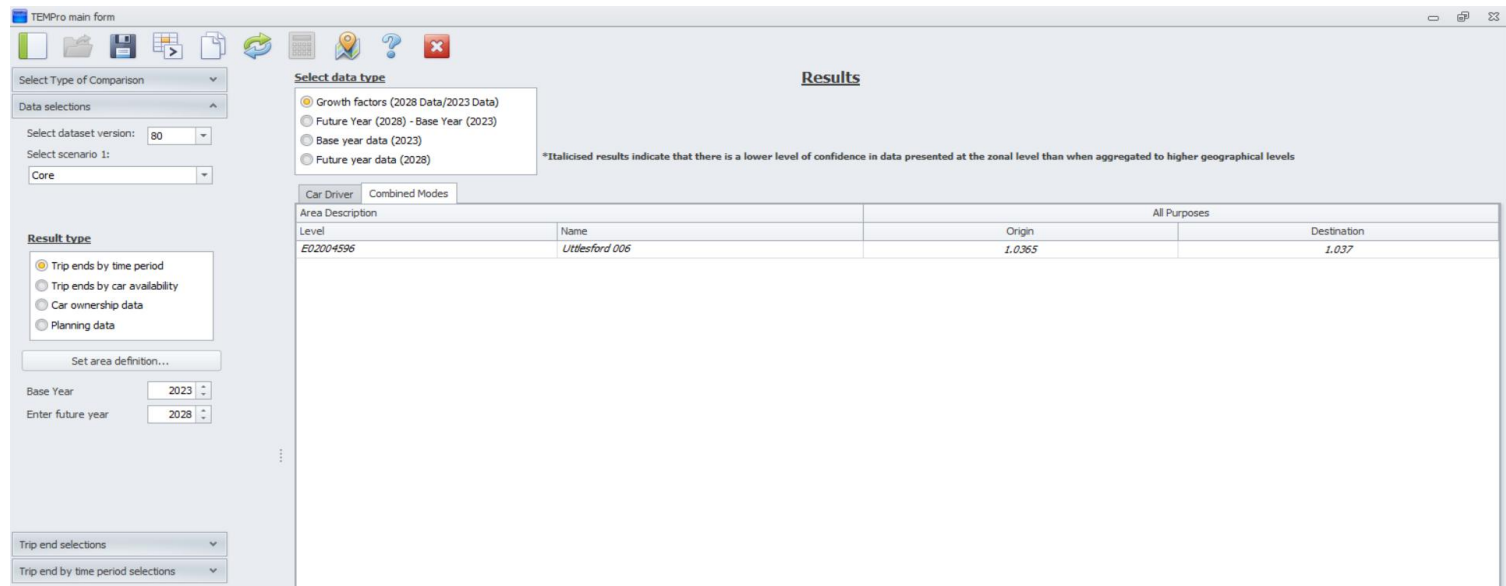 TEMPro main form
Select Type of Comparison
Data selections
Select dataset version: 80
Select scenario 1:
Core
Result type
Trip ends by time period
Trip ends by car availability
Car ownership data
Planning data
Set area definition...
Base Year 2023
Enter future year 2028
Trip end selections
Trip end by time period selections
Select data type
Growth factors (2028 Data/2023 Data)
Future Year (2028) - Base Year (2023)
Base year data (2023)
Future year data (2028)
Results
*Italicised results indicate that there is a lower level of confidence in data presented at the zonal level than when aggregated to higher geographical levels
Car Driver Combined Modes
Area Description All Purposes
Level Name Origin Destination
E02004596 Uttlesford 006 1.0365 1.037